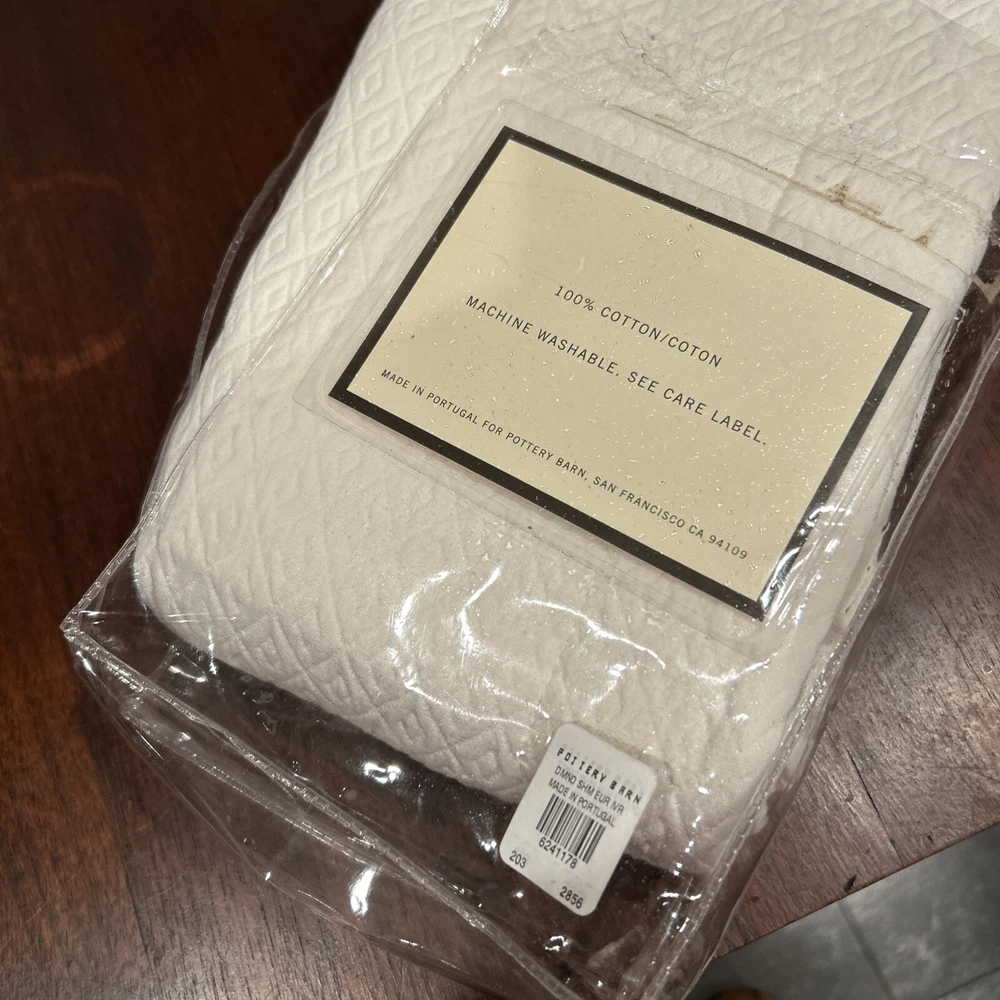 100% COTTON/COTON
MACHINE WASHABLE. SEE CARE LABEL.
MADE IN PORTUGAL FOR POTTERY BARN, SAN FRANCISCO CA 94109
POTTERY BARN
DMND SHM EUR IVR
MADE IN PORTUGAL
6241178
203 2856